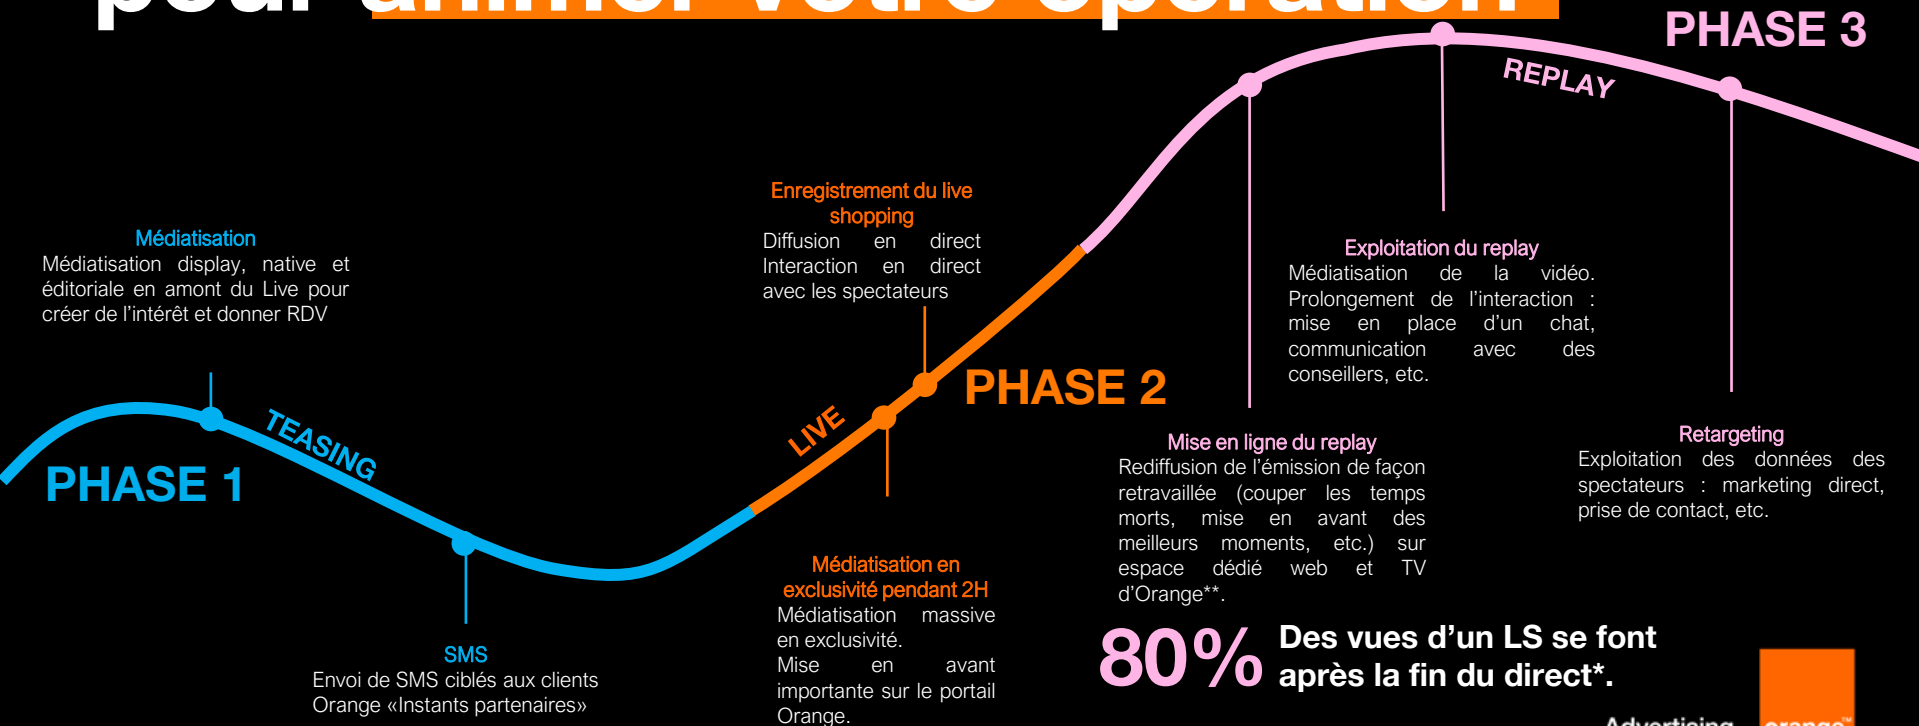 pour animer votre opération
PHASE 3
REPLAY
Enregistrement du live
shopping
Diffusion en direct
Interaction en direct
avec les spectateurs
Médiatisation
Médiatisation display, native et
éditoriale en amont du Live pour
créer de l’intérêt et donner RDV
Exploitation du replay
Médiatisation de la vidéo.
Prolongement de l’interaction :
mise en place d’un chat,
communication avec des
conseillers, etc.
PHASE 2
LIVE
TEASING
PHASE 1
Mise en ligne du replay
Rediffusion de l’émission de façon
retravaillée (couper les temps
morts, mise en avant des
meilleurs moments, etc.) sur
espace dédié web et TV
d’Orange**.
Retargeting
Exploitation des données des
spectateurs : marketing direct,
prise de contact, etc.
Médiatisation en
exclusivité pendant 2H
Médiatisation massive
en exclusivité.
Mise en avant
importante sur le portail
Orange.
SMS
Envoi de SMS ciblés aux clients
Orange «Instants partenaires»
80% Des vues d’un LS se font
après la fin du direct*.
Advertising
orange™